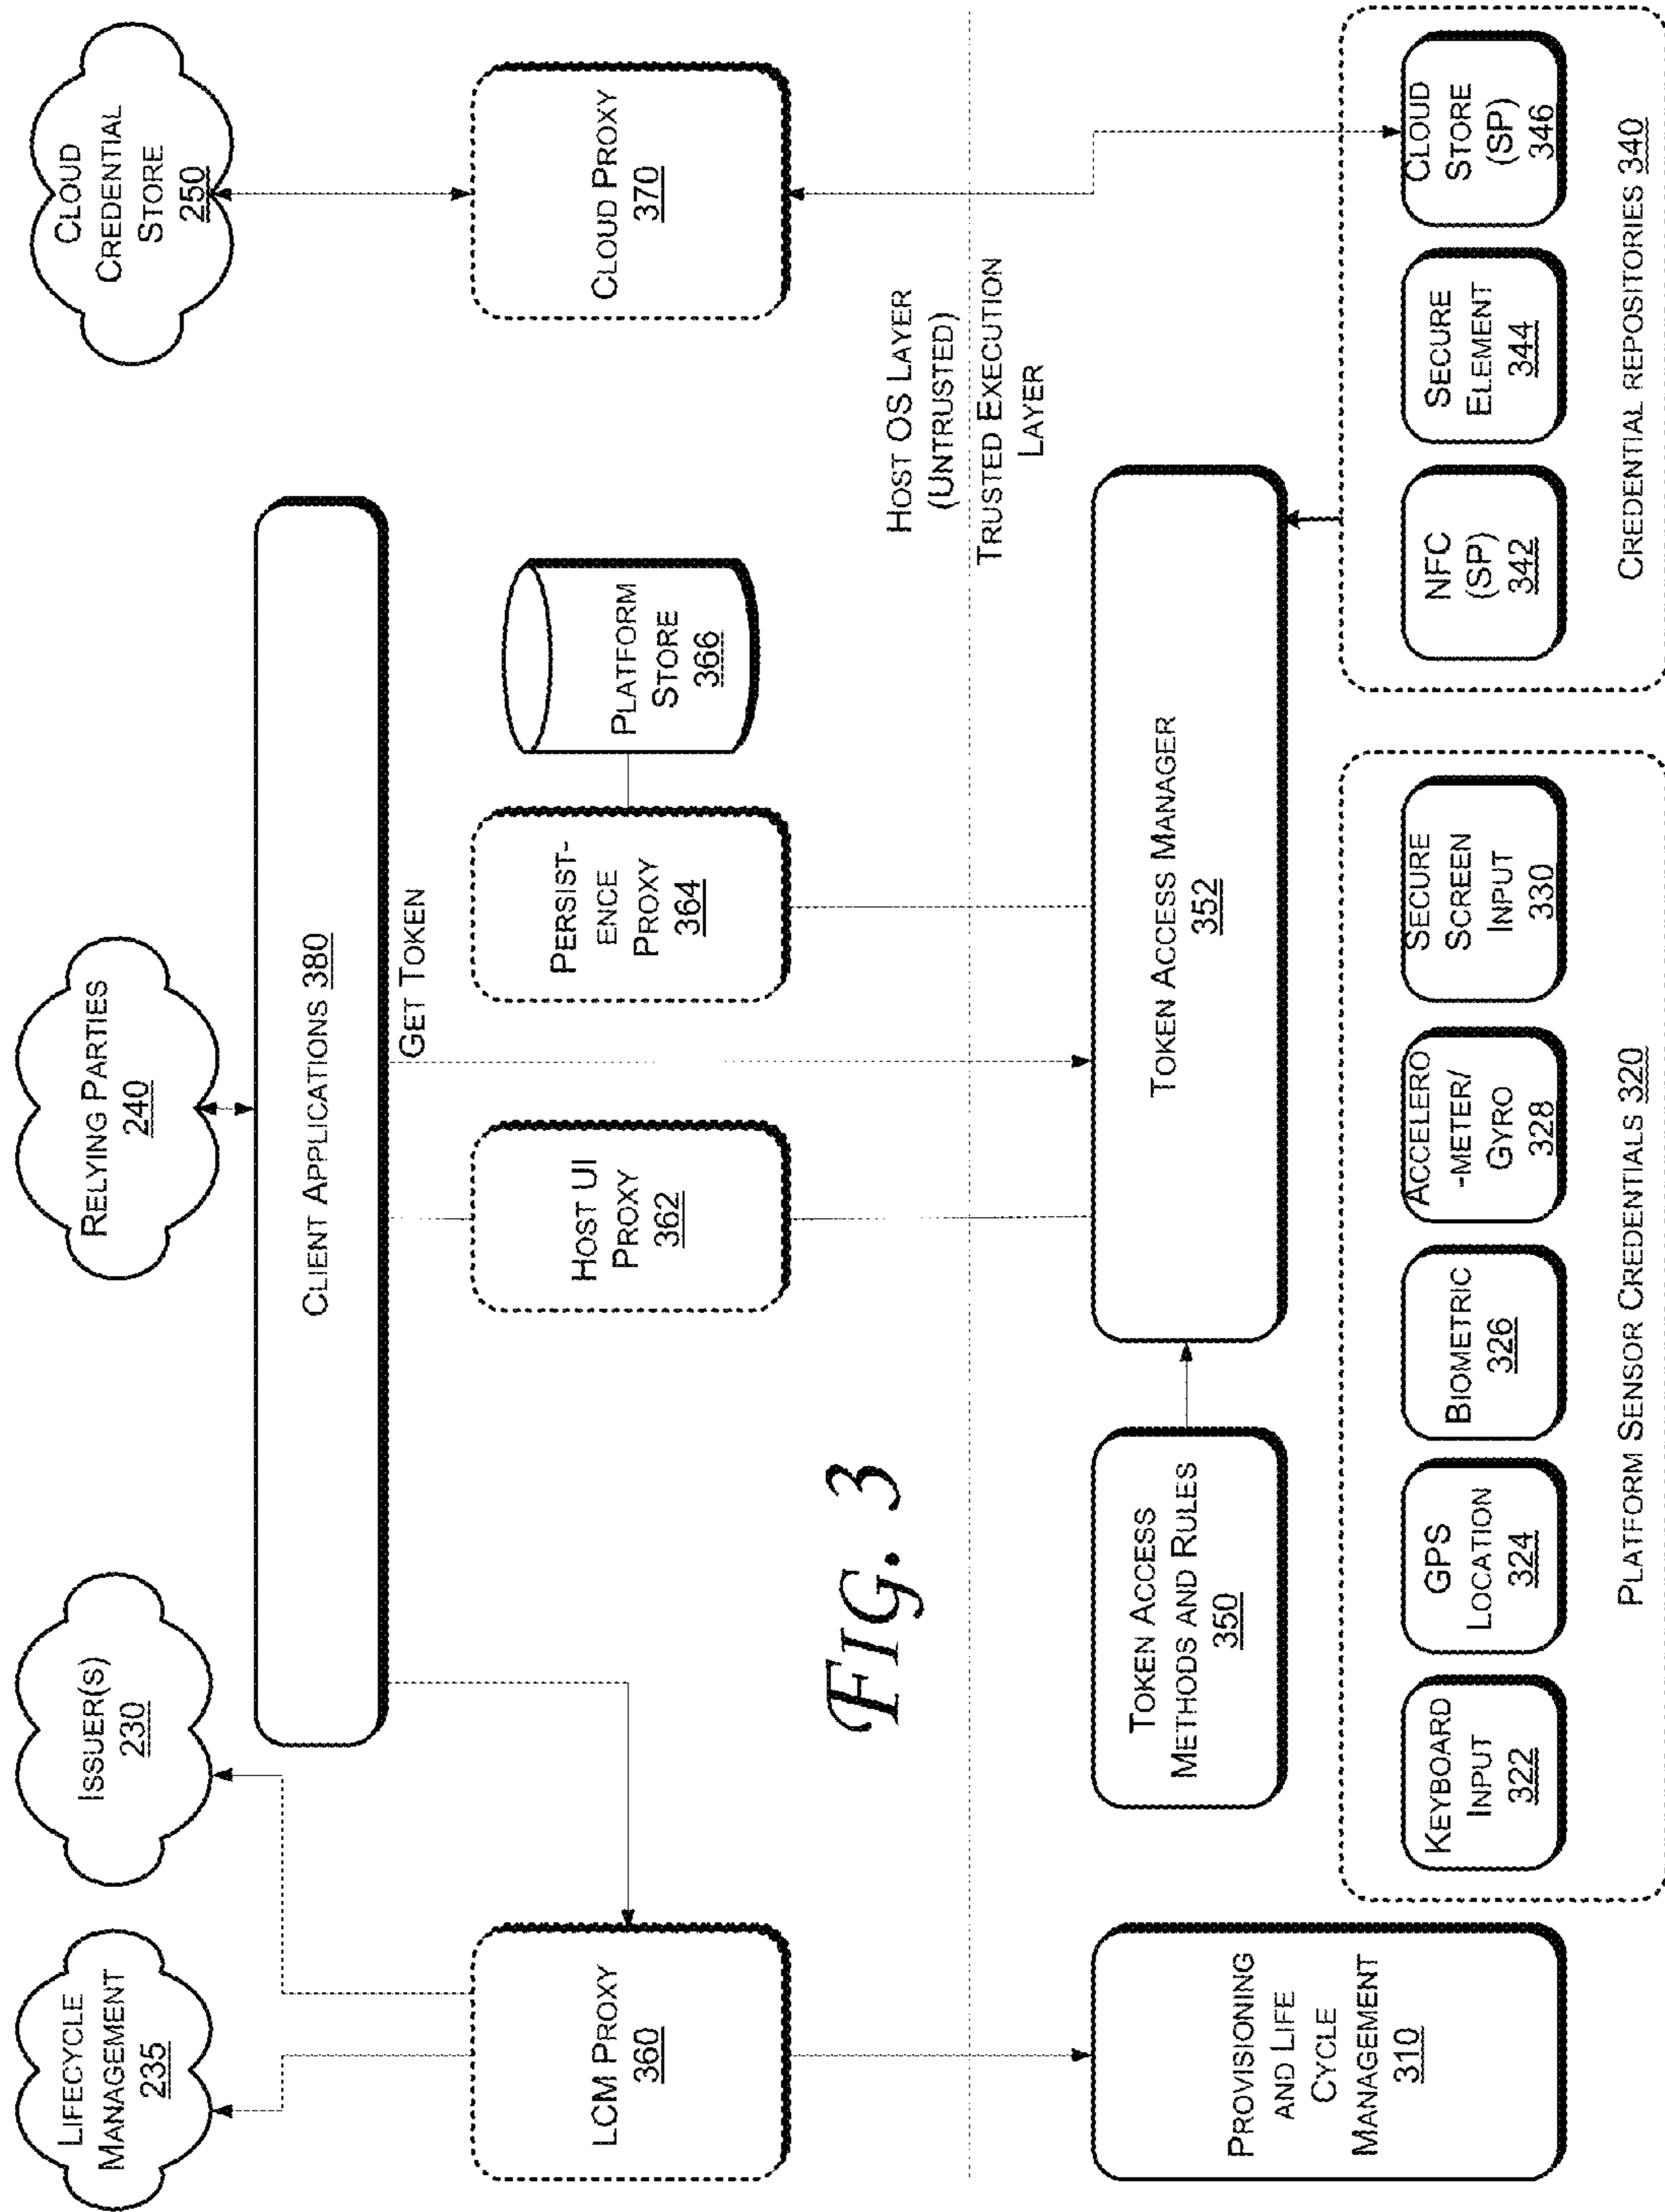 LIFECYCLE
MANAGEMENT
235
ISSUER(S)
230
RELYING PARTIES
240
CLOUD
CREDENTIAL
STORE
250
CLIENT APPLICATIONS 380
GET TOKEN
LCM PROXY
360
HOST UI
PROXY
362
PERSIST-
ENCE
PROXY
364
PLATFORM
STORE
366
CLOUD PROXY
370
FIG. 3
HOST OS LAYER
(UNTRUSTED)
TRUSTED EXECUTION
LAYER
PROVISIONING
AND LIFE
CYCLE
MANAGEMENT
310
TOKEN ACCESS
METHODS AND RULES
350
TOKEN ACCESS MANAGER
352
KEYBOARD
INPUT
322
GPS
LOCATION
324
BIOMETRIC
326
ACCELERO
-METER/
GYRO
328
SECURE
SCREEN
INPUT
330
PLATFORM SENSOR CREDENTIALS 320
NFC
(SP)
342
SECURE
ELEMENT
344
CLOUD
STORE
(SP)
346
CREDENTIAL REPOSITORIES 340